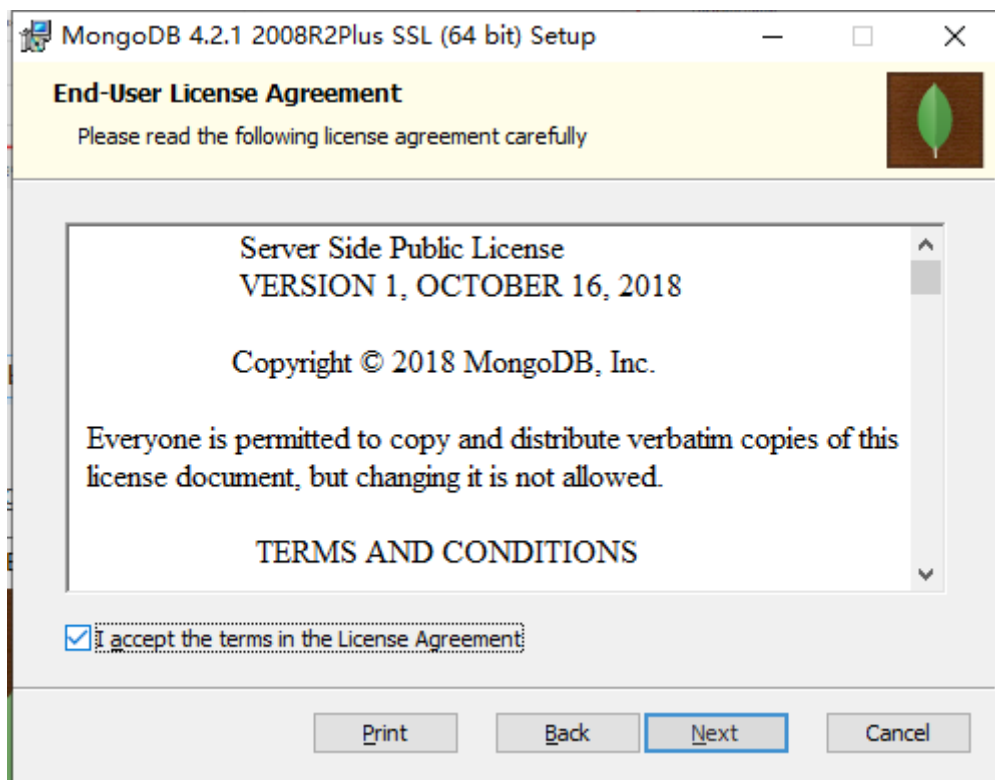 MongoDB 4.2.1 2008R2Plus SSL (64 bit) Setup
End-User License Agreement
Please read the following license agreement carefully
Server Side Public License
VERSION 1, OCTOBER 16, 2018
Copyright © 2018 MongoDB, Inc.
Everyone is permitted to copy and distribute verbatim copies of this
license document, but changing it is not allowed.
TERMS AND CONDITIONS
I accept the terms in the License Agreement
Print Back Next Cancel